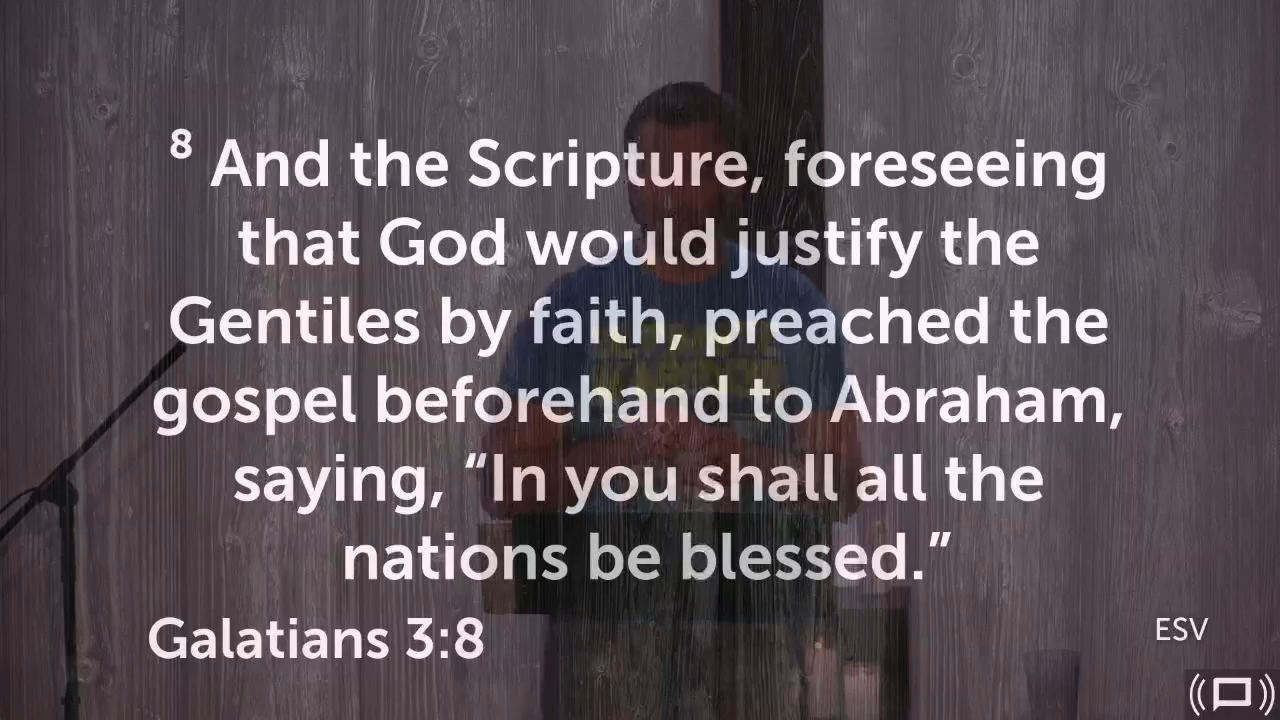 8 And the Scripture, foreseeing
that God would justify the
Gentiles by faith, preached the
gospel beforehand to Abraham,
saying, “In you shall all the
nations be blessed.”
Galatians 3:8
ESV